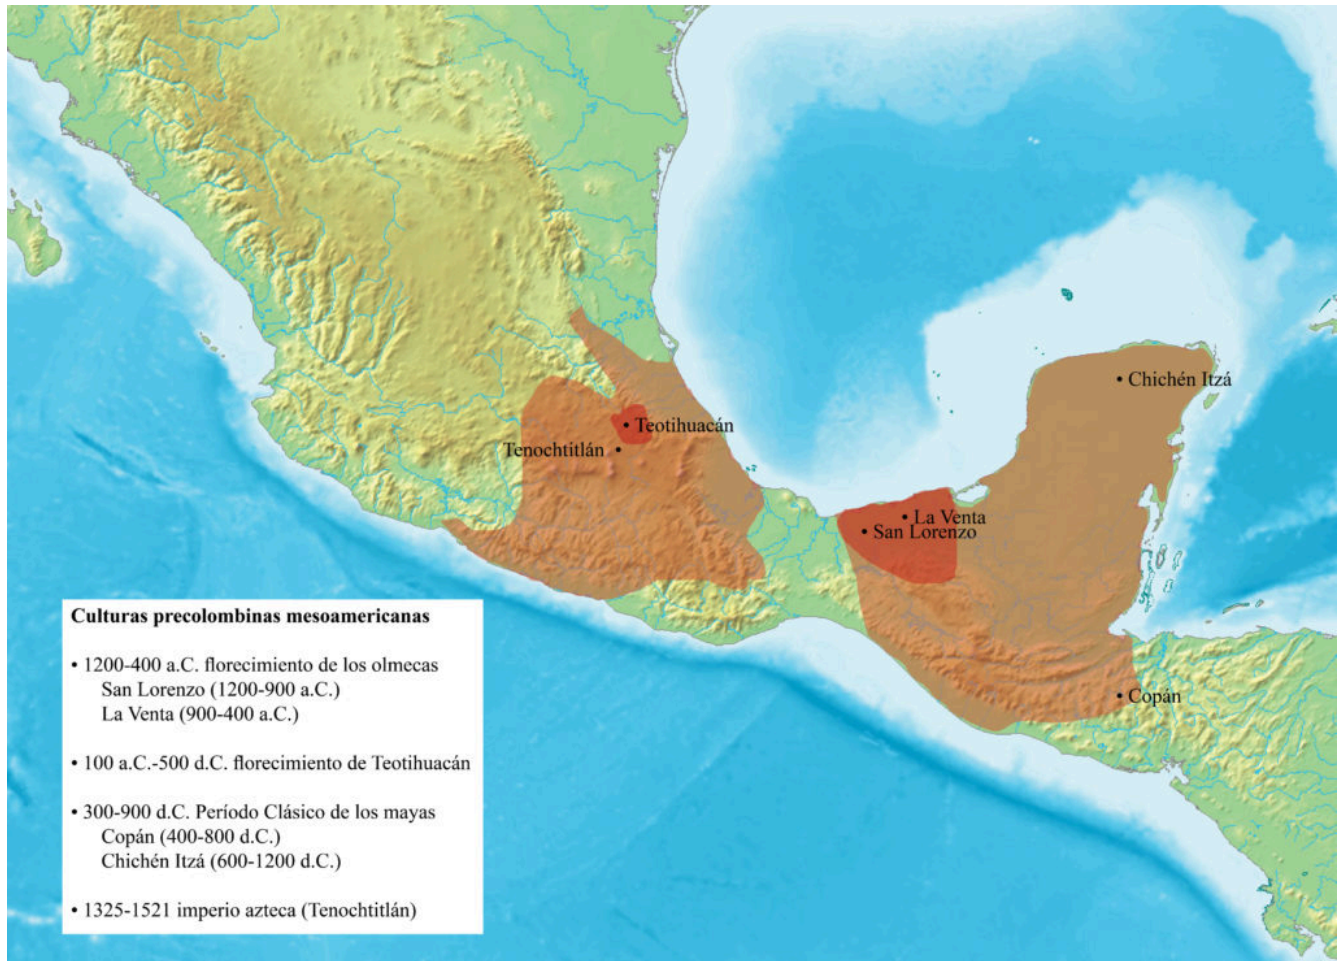 Chichén Itzá
Teotihuacán
Tenochtitlán
La Venta
San Lorenzo
Copán
Culturas precolombinas mesoamericanas
• 1200-400 a.C. florecimiento de los olmecas
San Lorenzo (1200-900 a.C.)
La Venta (900-400 a.C.)
• 100 a.C.-500 d.C. florecimiento de Teotihuacán
• 300-900 d.C. Período Clásico de los mayas
Copán (400-800 d.C.)
Chichén Itzá (600-1200 d.C.)
• 1325-1521 imperio azteca (Tenochtitlán)